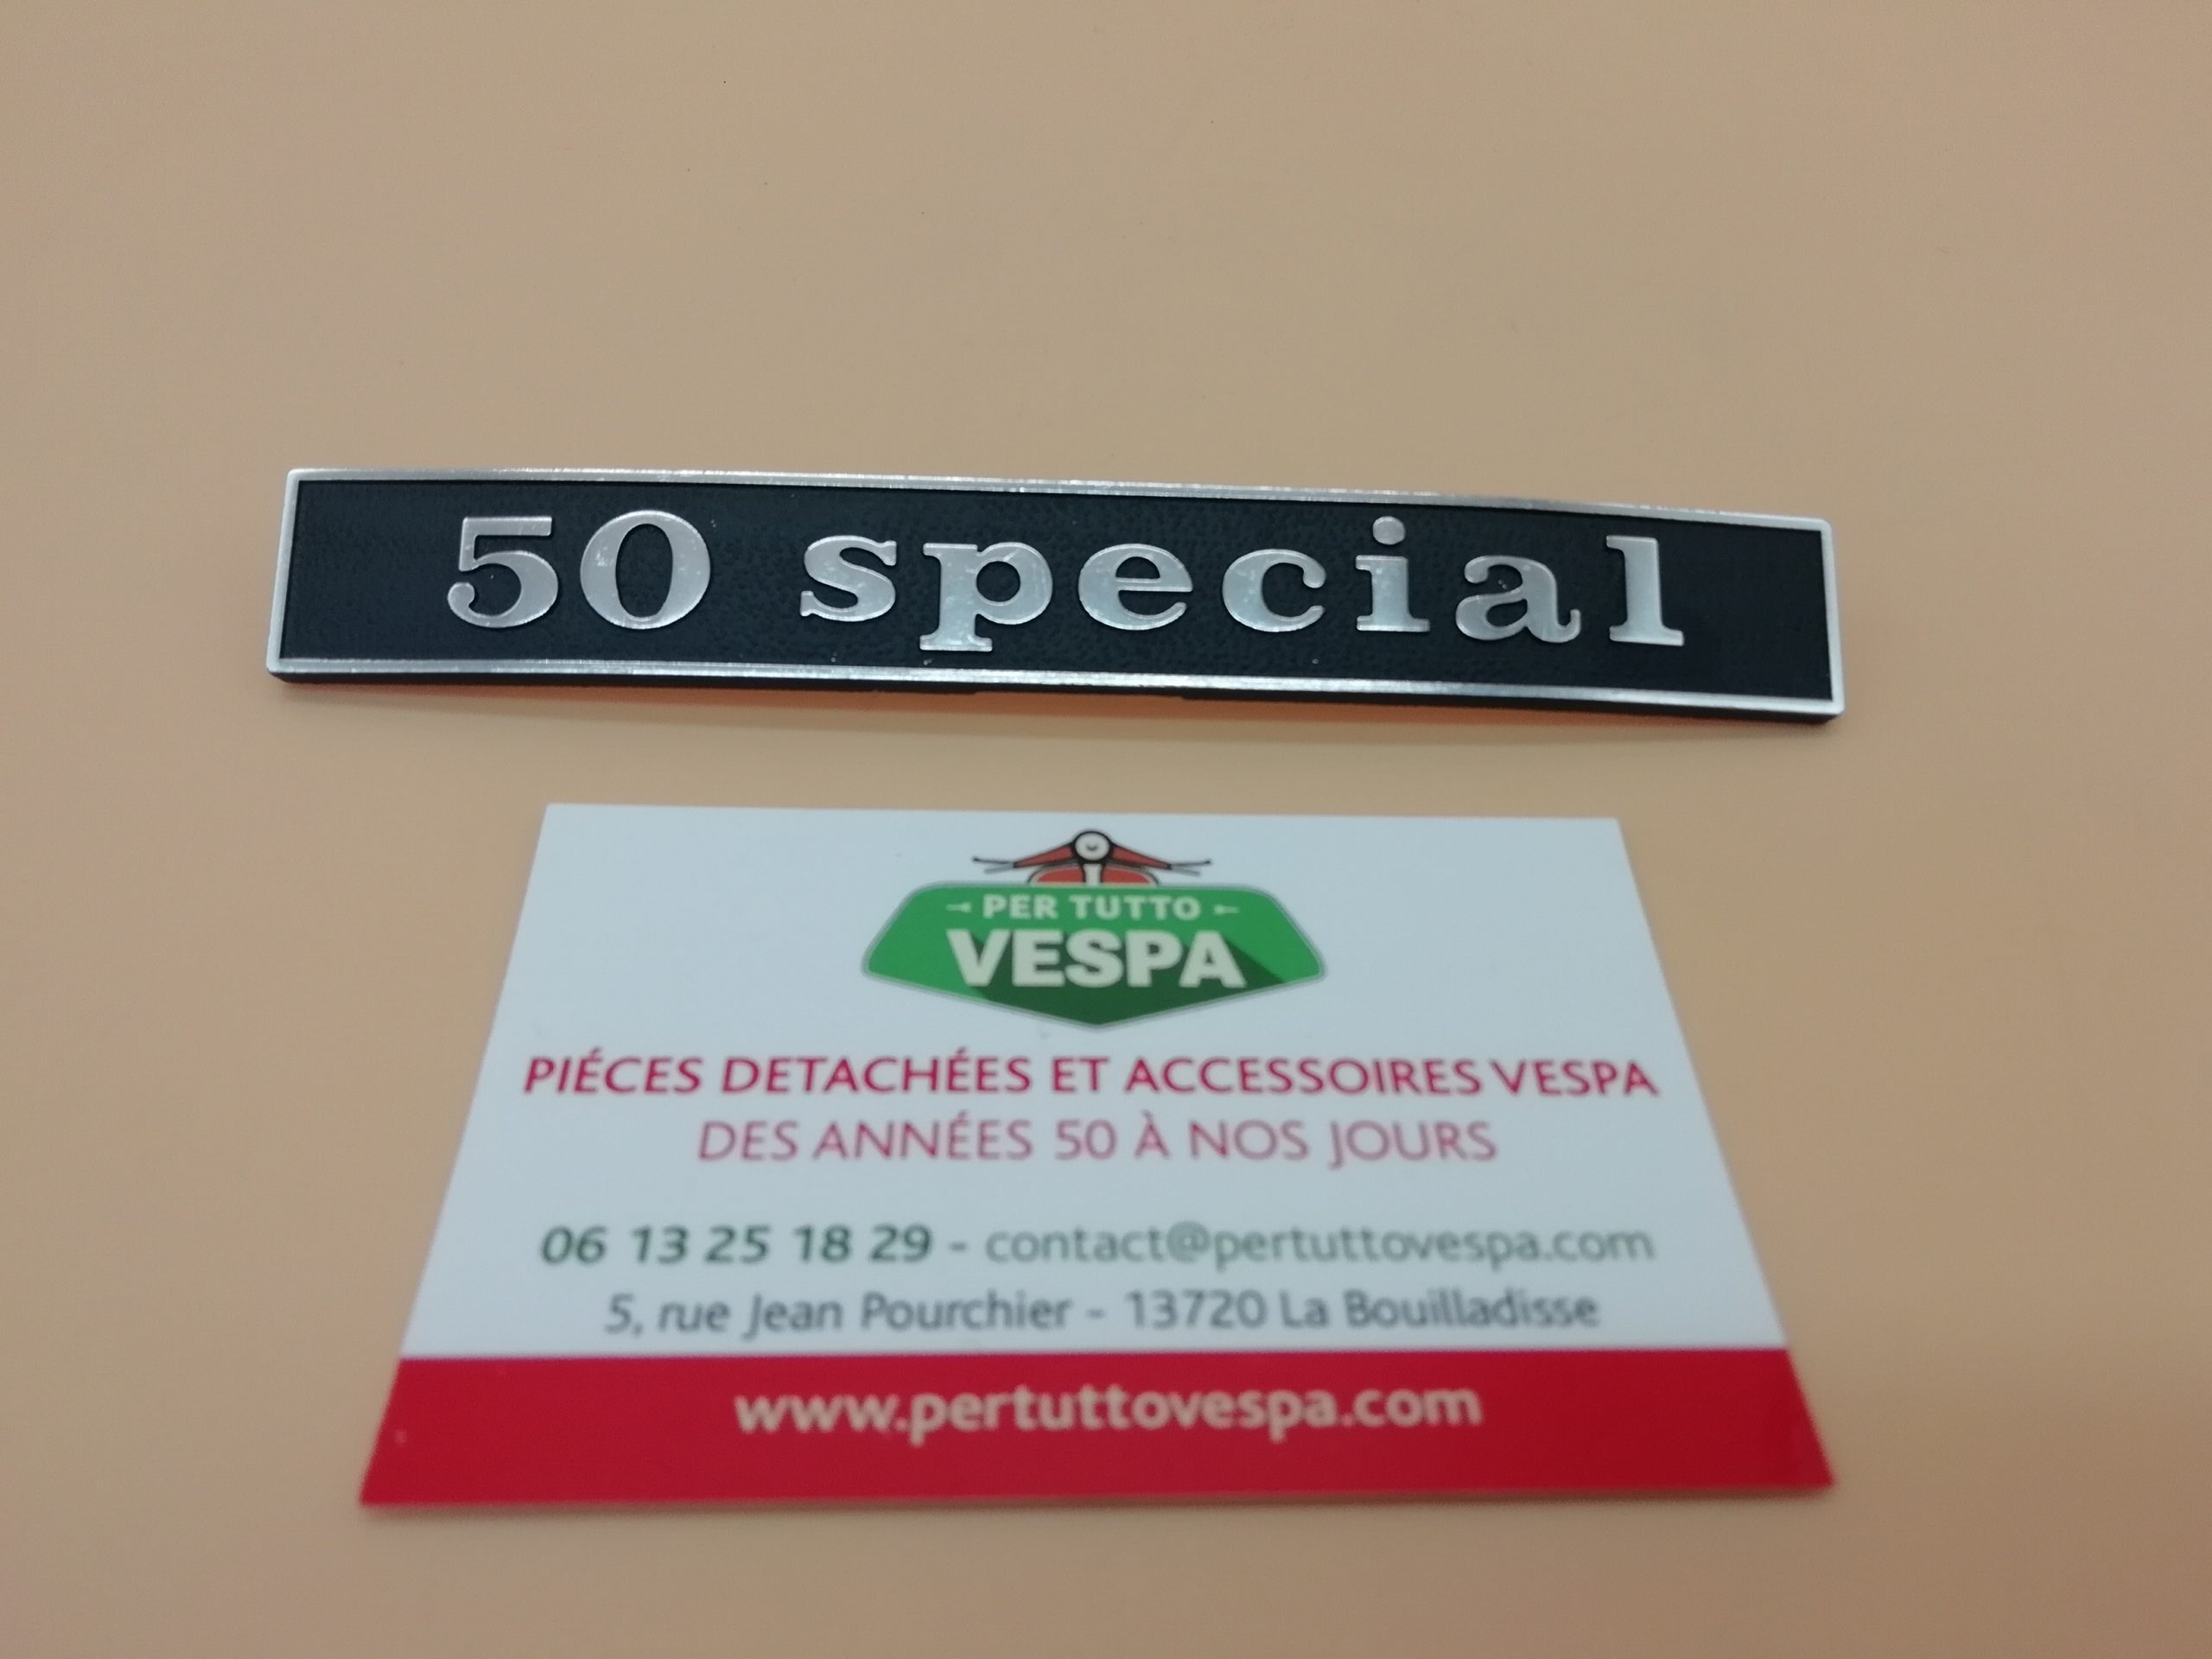 50 special
PER TUTTO
VESPA
PIÉCES DETACHÉES ET ACCESSOIRES VESPA
DES ANNÉES 50 À NOS JOURS
06 13 25 18 29 - contact@pertuttovespa.com
5, rue Jean Pourchier - 13720 La Bouilladisse
www.pertuttovespa.com